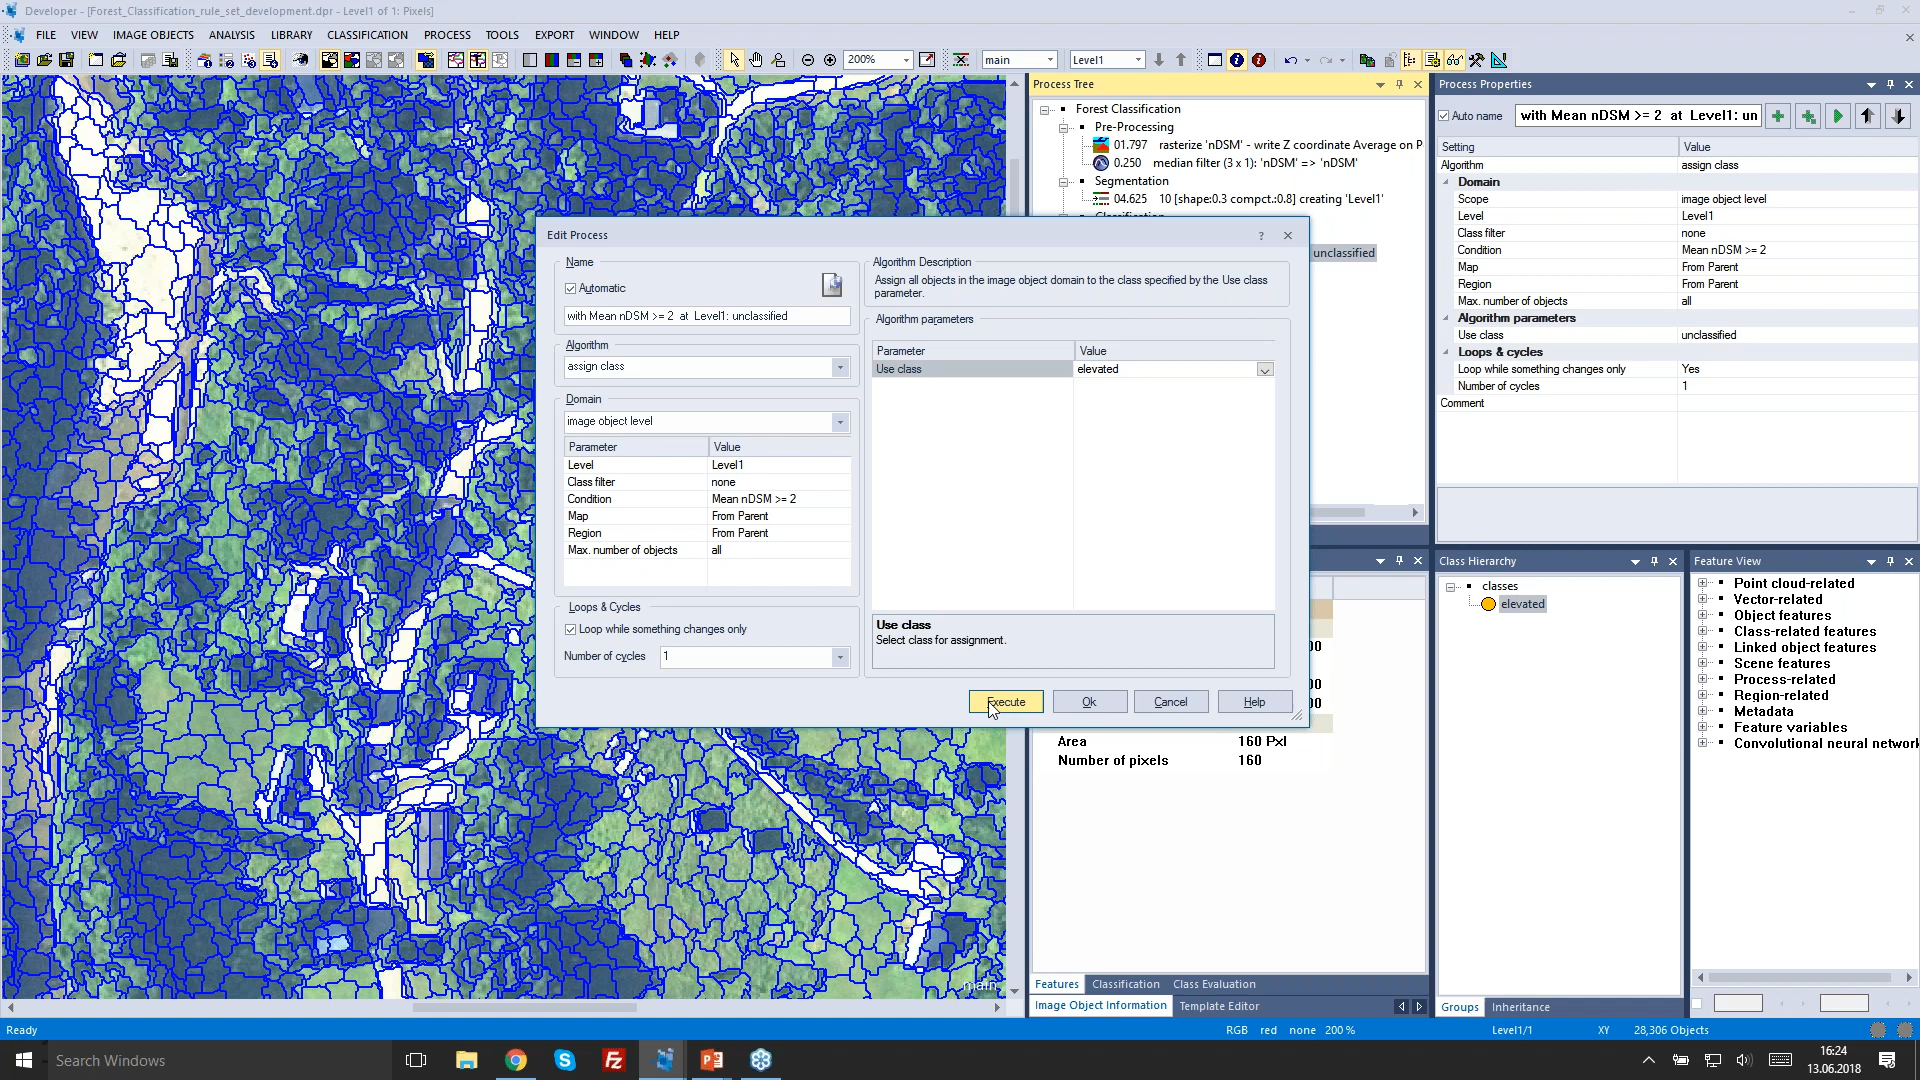 Developer - [Forest_Classification_rule_set_development.dpr - Level1 of 1: Pixels]
FILE VIEW IMAGE OBJECTS ANALYSIS LIBRARY CLASSIFICATION PROCESS TOOLS EXPORT WINDOW HELP
200% main Level1
Process Tree
Forest Classification
Pre-Processing
01.797 rasterize 'nDSM' - write Z coordinate Average on P
0.250 median filter (3 x 1): 'nDSM' => 'nDSM'
Segmentation
04.625 10 [shape:0.3 compct.:0.8] creating 'Level1'
unclassified
Process Properties
Auto name with Mean nDSM >= 2 at Level1: un
Setting Value
Algorithm assign class
Domain
Scope image object level
Level Level1
Class filter none
Condition Mean nDSM >= 2
Map From Parent
Region From Parent
Max. number of objects all
Algorithm parameters
Use class unclassified
Loops & cycles
Loop while something changes only Yes
Number of cycles 1
Comment
Edit Process
?
Name
Automatic
with Mean nDSM >= 2 at Level1: unclassified
Algorithm
assign class
Domain
image object level
Parameter Value
Level Level1
Class filter none
Condition Mean nDSM >= 2
Map From Parent
Region From Parent
Max. number of objects all
Loops & Cycles
Loop while something changes only
Number of cycles 1
Algorithm Description
Assign all objects in the image object domain to the class specified by the Use class
parameter.
Algorithm parameters
Parameter Value
Use class elevated
Use class
Select class for assignment.
Execute Ok Cancel Help
00
00
00
Area 160 Pxl
Number of pixels 160
Features Classification Class Evaluation
Image Object Information Template Editor
Class Hierarchy
classes
elevated
Groups Inheritance
Feature View
Point cloud-related
Vector-related
Object features
Class-related features
Linked object features
Scene features
Process-related
Region-related
Metadata
Feature variables
Convolutional neural network
main
Ready
RGB red none 200 % Level1/1 XY 28,306 Objects
Search Windows
16:24
13.06.2018